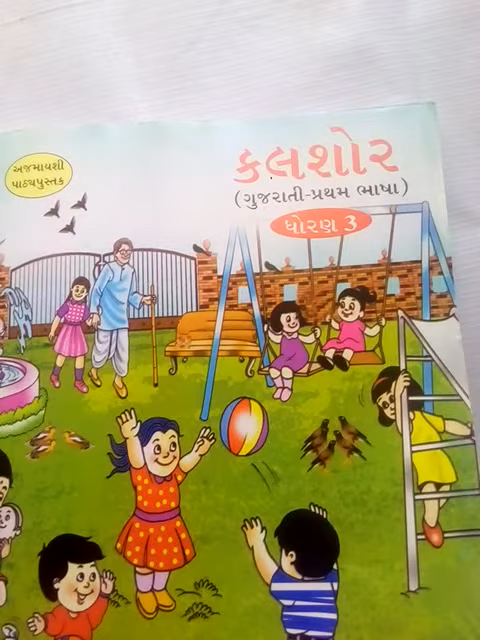 અજમાયશી
પાઠ્યપુસ્તક
કલશોર
(ગુજરાતી-પ્રથમ ભાષા)
ધોરણ 3